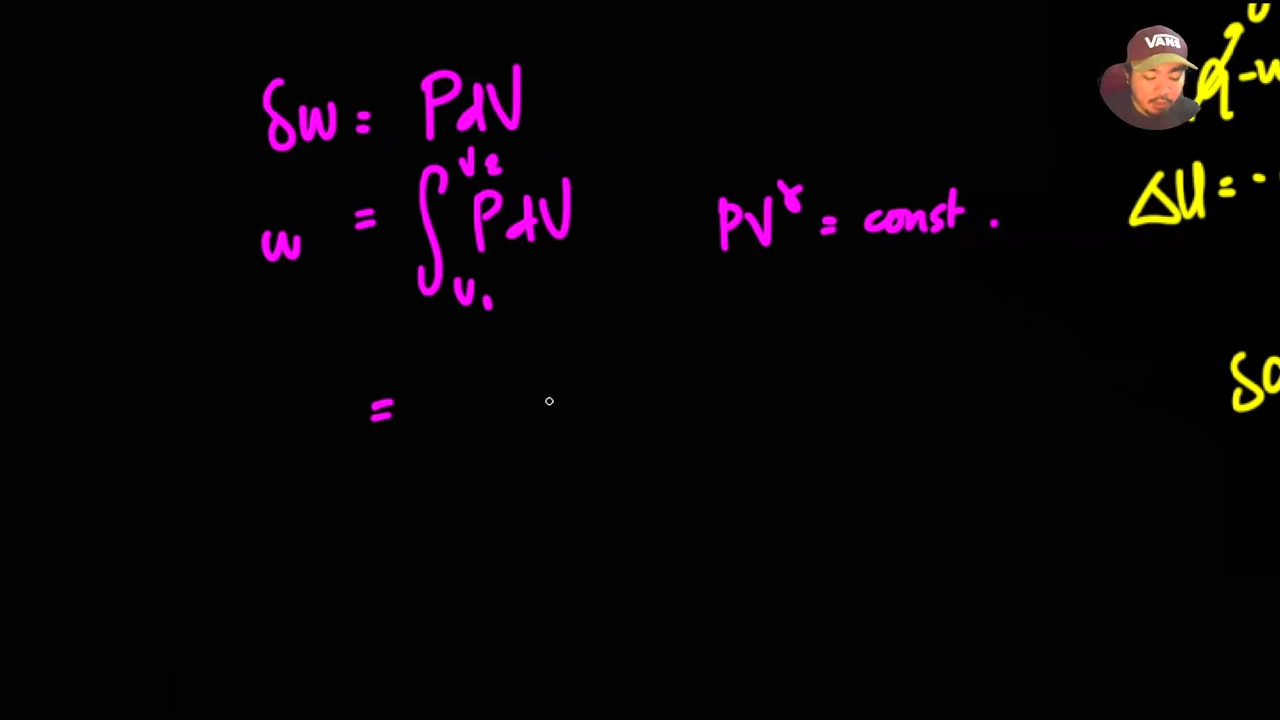 δw = PdV
w = ∫_{V1}^{V2} PdV
PV^γ = const.
=
VANS
q - w
ΔU = -
δ